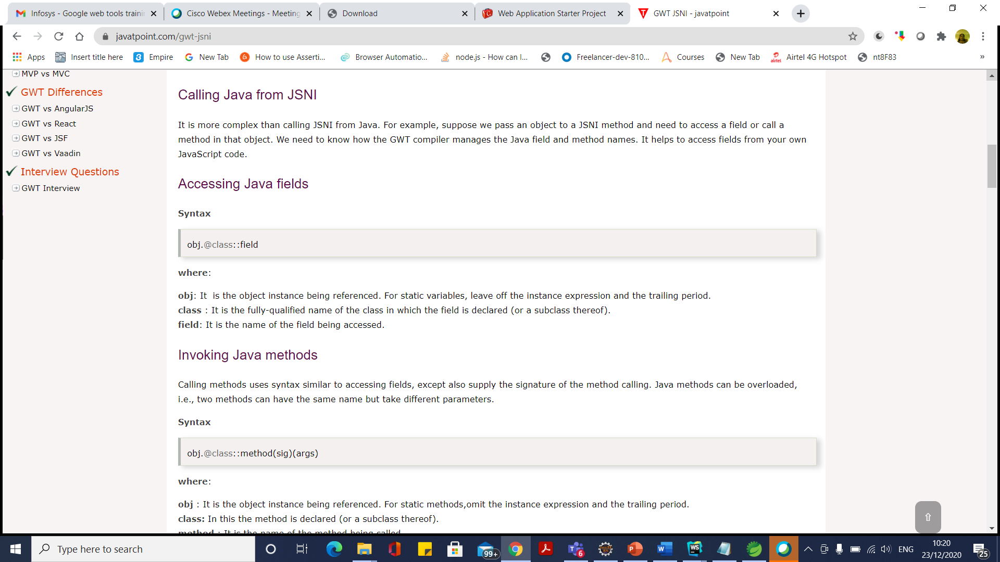 Infosys - Google web tools traini
Cisco Webex Meetings - Meeting
Download
Web Application Starter Project
GWT JSNI - javatpoint
javatpoint.com/gwt-jsni
Apps
Insert title here
Empire
New Tab
How to use Asserti...
Browser Automatio...
node.js - How can I...
Freelancer-dev-810...
Courses
New Tab
airtel
Airtel 4G Hotspot
nt8F83
»
MVP vs MVC
GWT Differences
GWT vs AngularJS
GWT vs React
GWT vs JSF
GWT vs Vaadin
Interview Questions
GWT Interview
Calling Java from JSNI
It is more complex than calling JSNI from Java. For example, suppose we pass an object to a JSNI method and need to access a field or call a
method in that object. We need to know how the GWT compiler manages the Java field and method names. It helps to access fields from your own
JavaScript code.
Accessing Java fields
Syntax
obj.@class::field
where:
obj: It  is the object instance being referenced. For static variables, leave off the instance expression and the trailing period.
class : It is the fully-qualified name of the class in which the field is declared (or a subclass thereof).
field: It is the name of the field being accessed.
Invoking Java methods
Calling methods uses syntax similar to accessing fields, except also supply the signature of the method calling. Java methods can be overloaded,
i.e., two methods can have the same name but take different parameters.
Syntax
obj.@class::method(sig)(args)
where:
obj : It is the object instance being referenced. For static methods,omit the instance expression and the trailing period.
class: In this the method is declared (or a subclass thereof).
method : It is the name of the method being called
Type here to search
99+
6
ENG
10:20
23/12/2020
25